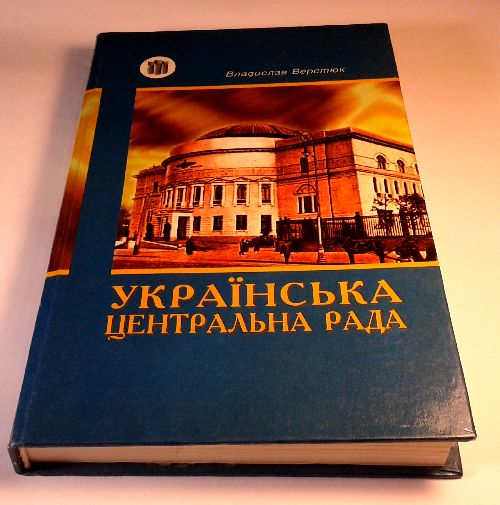 Владислав Верстюк
УКРАЇНСЬКА
ЦЕНТРАЛЬНА РАДА